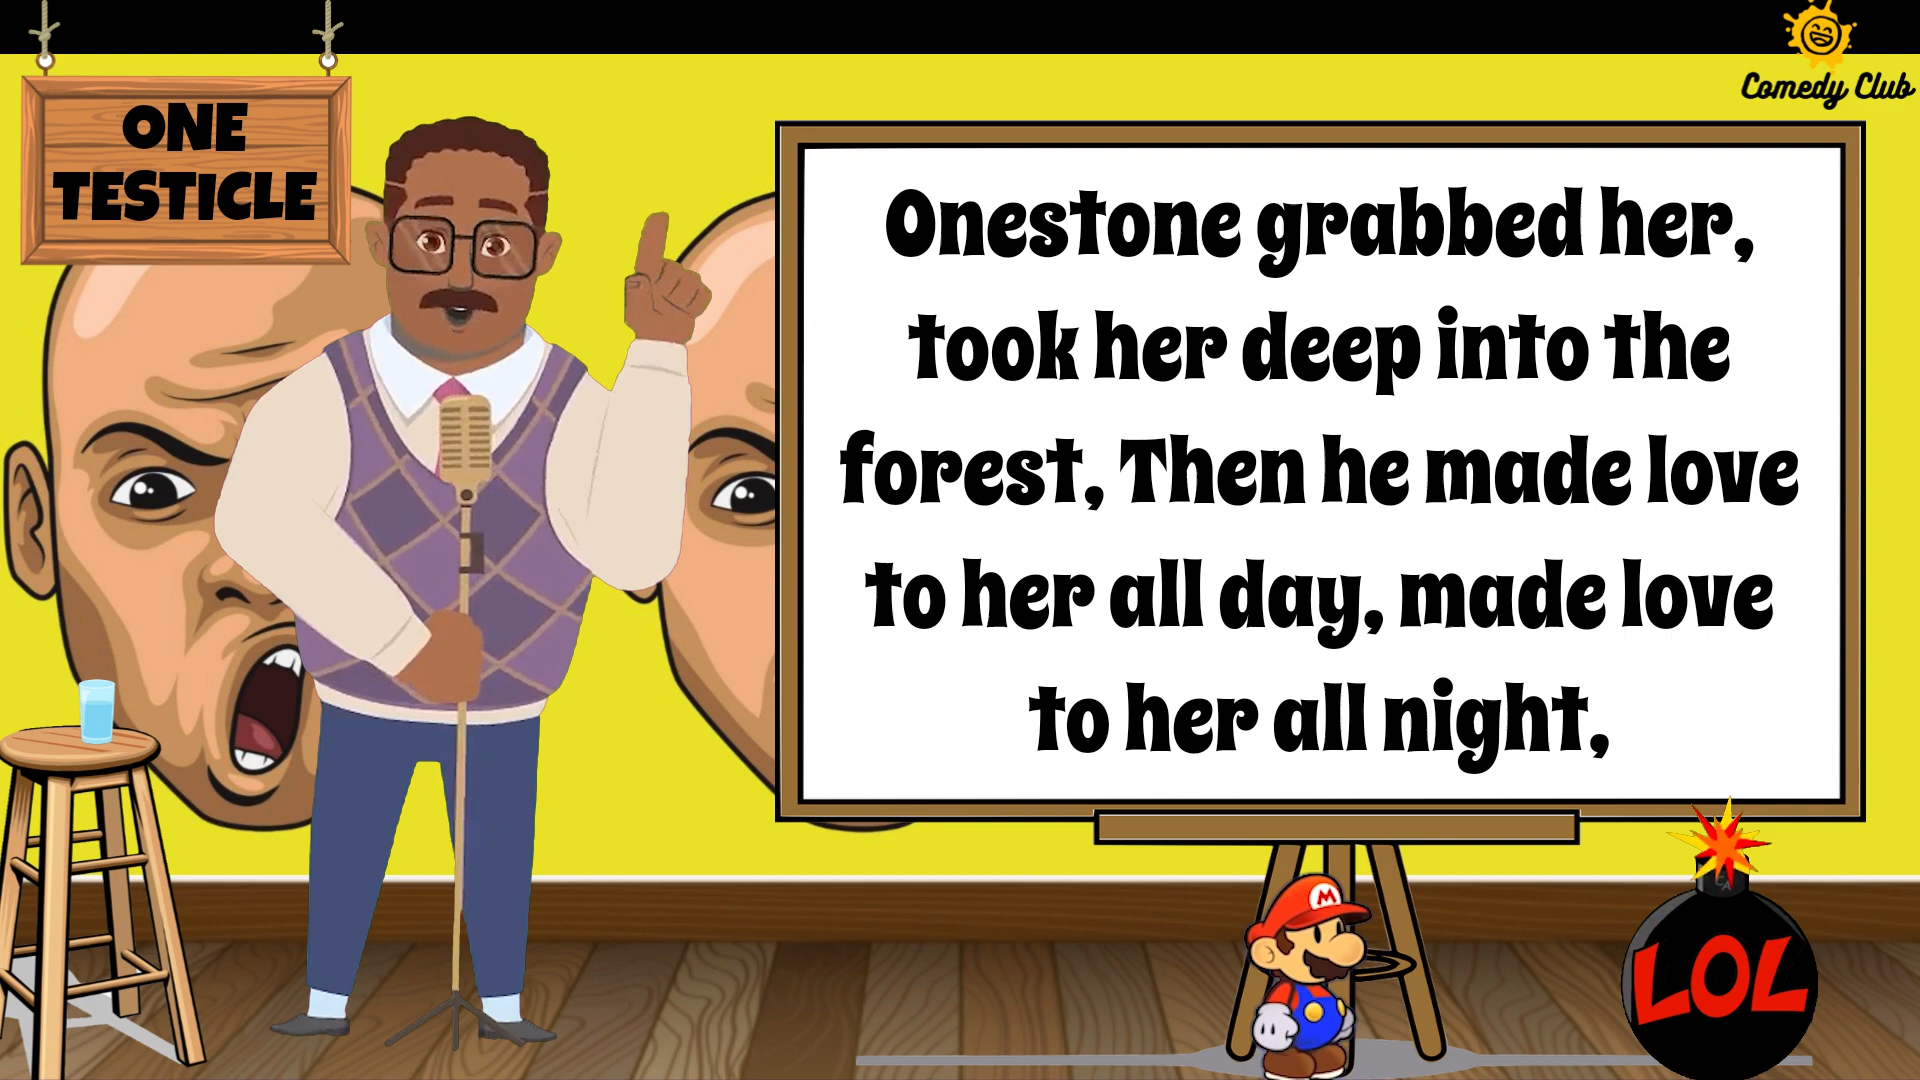 ONE
TESTICLE
Comedy Club
Onestone grabbed her,
took her deep into the
forest, Then he made love
to her all day, made love
to her all night,
M
LOL